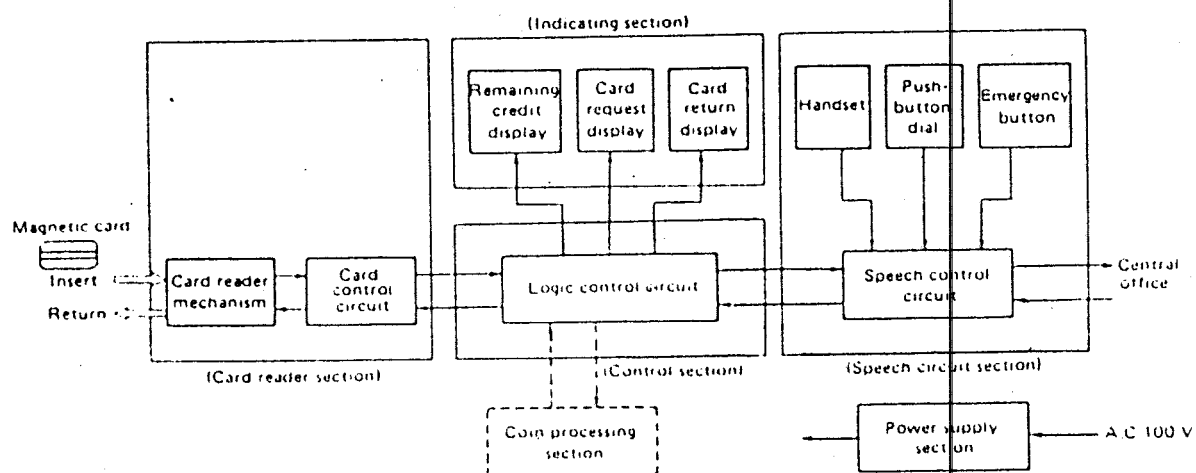 (Indicating section)
Remaining
credit
display
Card
request
display
Card
return
display
Handset
Push-
button
dial
Emergency
button
Magnetic card
Insert
Return
Card reader
mechanism
Card
control
circuit
Logic control circuit
Speech control
circuit
Central
office
(Card reader section)
(Control section)
(Speech circuit section)
Coin processing
section
Power supply
section
A.C 100 V